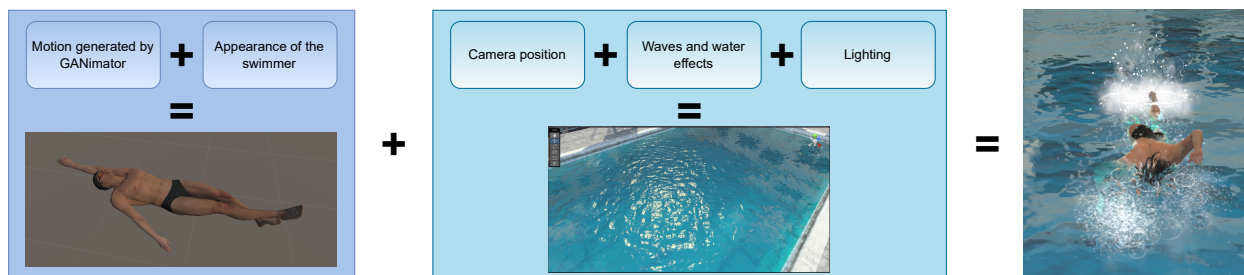 Motion generated by
GANimator
+
Appearance of the
swimmer
=
+
Camera position
+
Waves and water
effects
+
Lighting
=
=